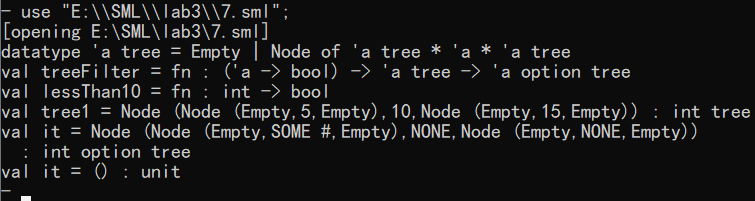 - use "E:\\SML\\lab3\\7.sml";
[opening E:\SML\lab3\7.sml]
datatype 'a tree = Empty | Node of 'a tree * 'a * 'a tree
val treeFilter = fn : ('a -> bool) -> 'a tree -> 'a option tree
val lessThan10 = fn : int -> bool
val tree1 = Node (Node (Empty,5,Empty),10,Node (Empty,15,Empty)) : int tree
val it = Node (Node (Empty,SOME #,Empty),NONE,Node (Empty,NONE,Empty))
  : int option tree
val it = () : unit
-